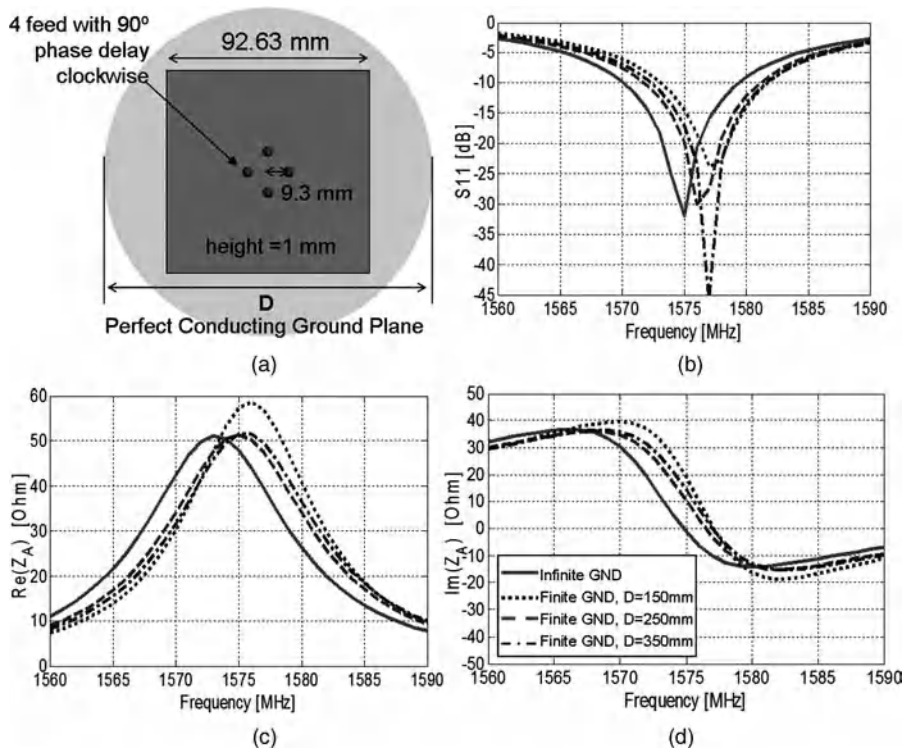 4 feed with 90º
phase delay
clockwise
92.63 mm
9.3 mm
height =1 mm
D
Perfect Conducting Ground Plane
(a)
0
-5
-10
-15
-20
-25
-30
-35
-40
-45
S11 [dB]
1560 1565 1570 1575 1580 1585 1590
Frequency [MHz]
(b)
60
50
40
30
20
10
0
Re(ZA) [Ohm]
1560 1565 1570 1575 1580 1585 1590
Frequency [MHz]
(c)
50
40
30
20
10
0
-10
-20
-30
-40
-50
Im(ZA) [Ohm]
Infinite GND
Finite GND, D=150mm
Finite GND, D=250mm
Finite GND, D=350mm
1560 1565 1570 1575 1580 1585 1590
Frequency [MHz]
(d)